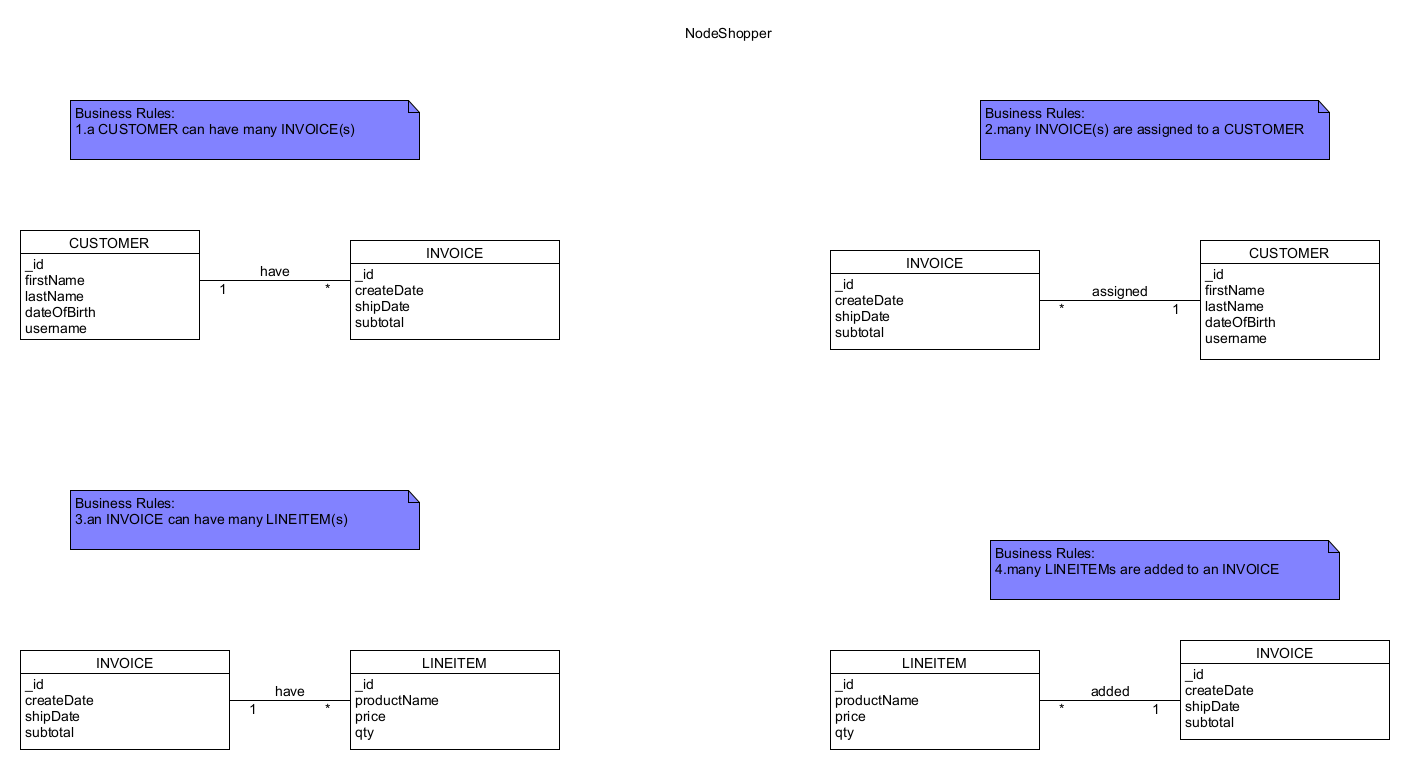 NodeShopper
Business Rules:
1.a CUSTOMER can have many INVOICE(s)
Business Rules:
2.many INVOICE(s) are assigned to a CUSTOMER
CUSTOMER
_id
firstName
lastName
dateOfBirth
username
have
1
*
INVOICE
_id
createDate
shipDate
subtotal
INVOICE
_id
createDate
shipDate
subtotal
assigned
*
1
CUSTOMER
_id
firstName
lastName
dateOfBirth
username
Business Rules:
3.an INVOICE can have many LINEITEM(s)
Business Rules:
4.many LINEITEMs are added to an INVOICE
INVOICE
_id
createDate
shipDate
subtotal
have
1
*
LINEITEM
_id
productName
price
qty
LINEITEM
_id
productName
price
qty
added
*
1
INVOICE
_id
createDate
shipDate
subtotal